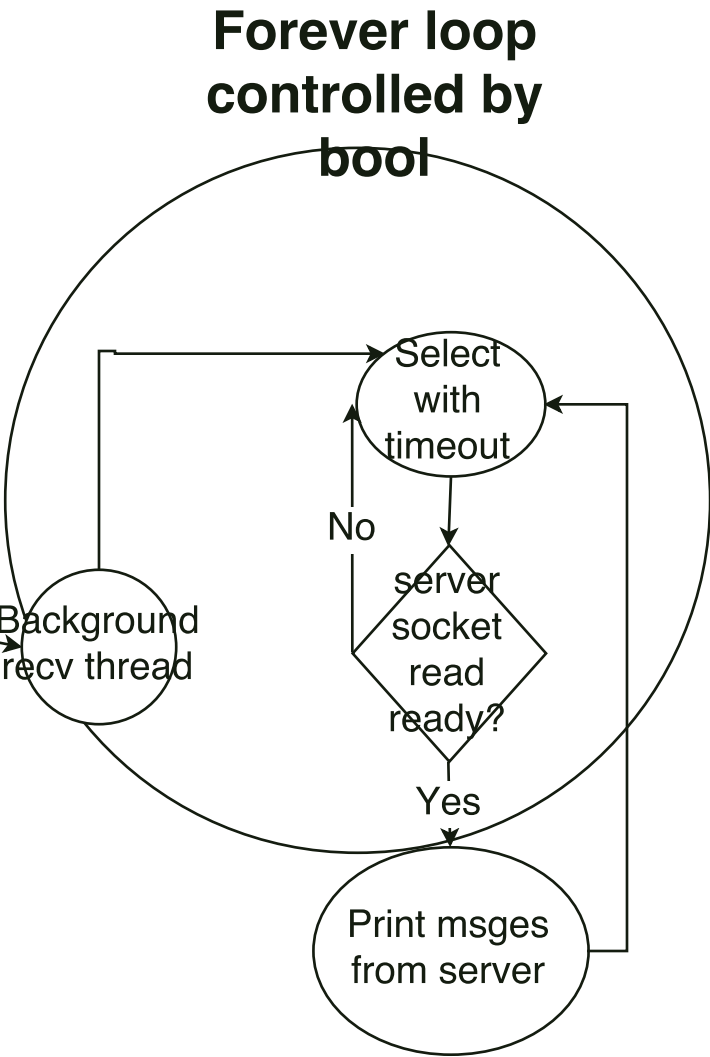 Forever loop
controlled by
bool
Select
with
timeout
No
server
socket
read
ready?
Background
recv thread
Yes
Print msges
from server